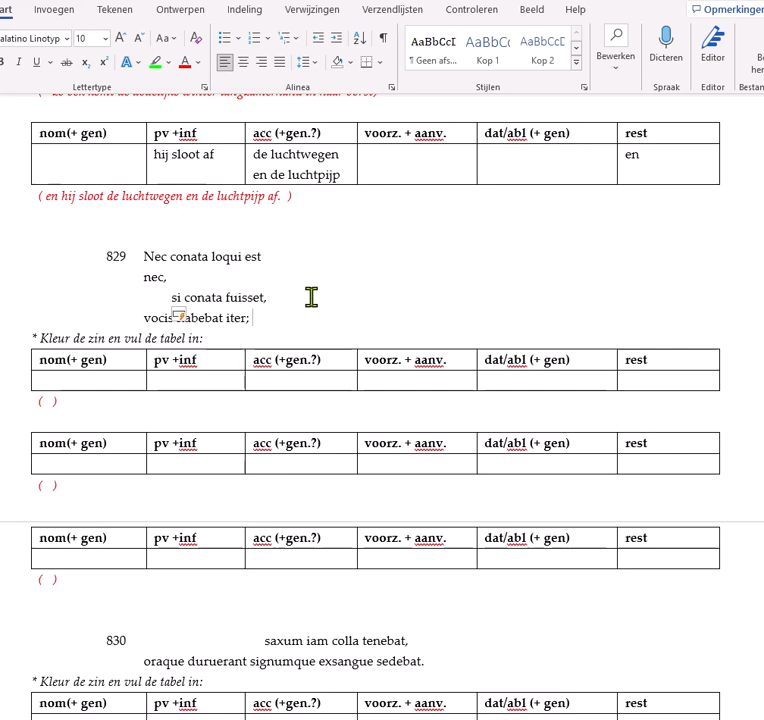 art Invoegen Tekenen Ontwerpen Indeling Verwijzingen Verzendlijsten Controleren Beeld Help Opmerkingen
alatino Linotyp 10 A A Aa A AaBbCcI AaBbC AaBbCcD
B I U ab x₂ x² A A ¶ Geen afs... Kop 1 Kop 2 Bewerken Dicteren Editor
Lettertype Alinea Stijlen Spraak Editor Bestan
nom(+ gen) pv +inf acc (+gen.?) voorz. + aanv. dat/abl (+ gen) rest
hij sloot af de luchtwegen en
en de luchtpijp
( en hij sloot de luchtwegen en de luchtpijp af. )
829 Nec conata loqui est
nec,
si conata fuisset,
vocis abebat iter;
* Kleur de zin en vul de tabel in:
nom(+ gen) pv +inf acc (+gen.?) voorz. + aanv. dat/abl (+ gen) rest
( )
nom(+ gen) pv +inf acc (+gen.?) voorz. + aanv. dat/abl (+ gen) rest
( )
nom(+ gen) pv +inf acc (+gen.?) voorz. + aanv. dat/abl (+ gen) rest
( )
830 saxum iam colla tenebat,
oraque duruerant signumque exsangue sedebat.
* Kleur de zin en vul de tabel in:
nom(+ gen) pv +inf acc (+gen.?) voorz. + aanv. dat/abl (+ gen) rest